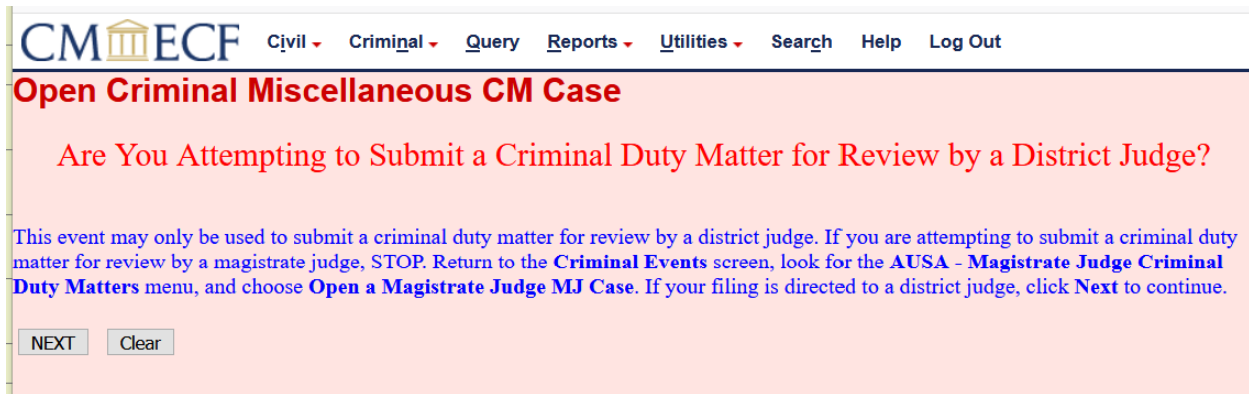 CM ECF Civil Criminal Query Reports Utilities Search Help Log Out
Open Criminal Miscellaneous CM Case
Are You Attempting to Submit a Criminal Duty Matter for Review by a District Judge?
This event may only be used to submit a criminal duty matter for review by a district judge. If you are attempting to submit a criminal duty
matter for review by a magistrate judge, STOP. Return to the Criminal Events screen, look for the AUSA - Magistrate Judge Criminal
Duty Matters menu, and choose Open a Magistrate Judge MJ Case. If your filing is directed to a district judge, click Next to continue.
NEXT Clear